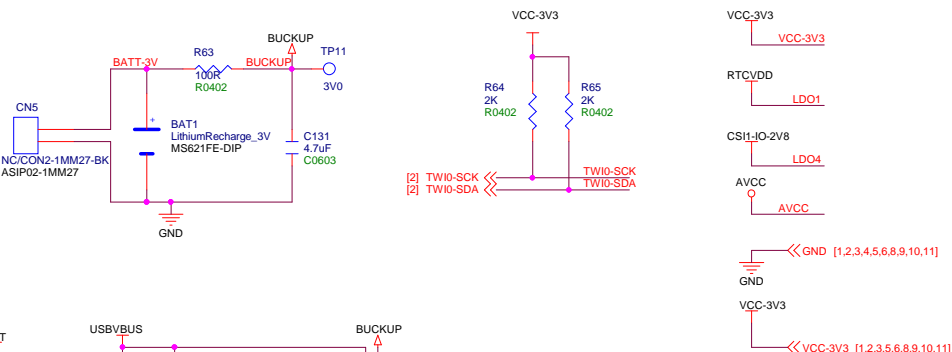 BUCKUP
R63
TP11
BATT-3V
BUCKUP
100R
R0402
3V0
CN5
+
BAT1
LithiumRecharge_3V
MS621FE-DIP
C131
4.7uF
C0603
NC/CON2-1MM27-BK
ASIP02-1MM27
GND
VCC-3V3
R64
2K
R0402
R65
2K
R0402
[2] TWI0-SCK
TWI0-SCK
[2] TWI0-SDA
TWI0-SDA
VCC-3V3
VCC-3V3
RTCVDD
LDO1
CSI1-IO-2V8
LDO4
AVCC
AVCC
GND [1,2,3,4,5,6,8,9,10,11]
GND
VCC-3V3
VCC-3V3 [1,2,3,5,6,8,9,10,11]
T
USBVBUS
BUCKUP